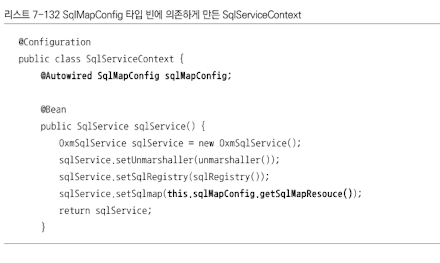 리스트 7-132 SqlMapConfig 타입 빈에 의존하게 만든 SqlServiceContext
@Configuration
public class SqlServiceContext {
@Autowired SqlMapConfig sqlMapConfig;
@Bean
public SqlService sqlService() {
OxmSqlService sqlService = new OxmSqlService();
sqlService.setUnmarshaller(unmarshaller());
sqlService.setSqlRegistry(sqlRegistry());
sqlService.setSqlmap(this.sqlMapConfig.getSqlMapResouce());
return sqlService;
}